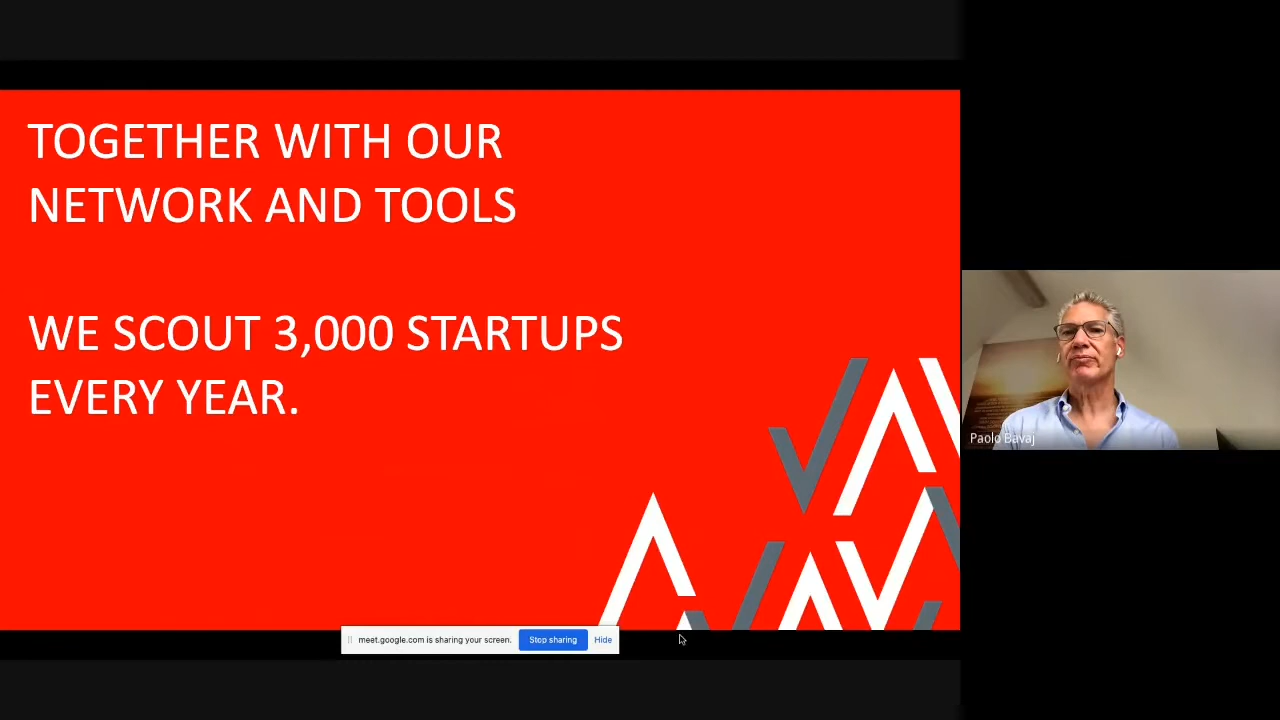 TOGETHER WITH OUR
NETWORK AND TOOLS
WE SCOUT 3,000 STARTUPS
EVERY YEAR.
Paolo Bavaj
meet.google.com is sharing your screen.
Stop sharing
Hide